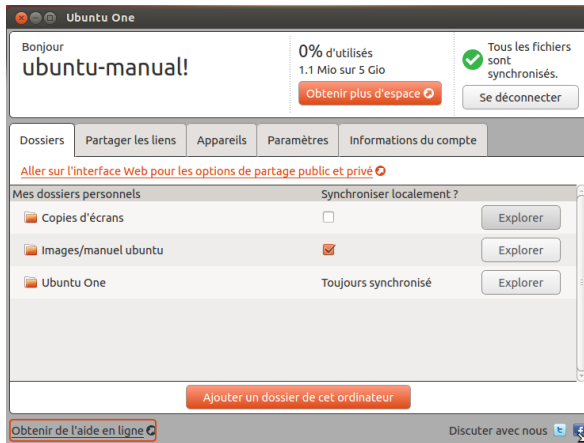 Ubuntu One
Bonjour
ubuntu-manual!
0% d'utilisés
1.1 Mio sur 5 Gio
Obtenir plus d'espace
Tous les fichiers
sont
synchronisés.
Se déconnecter
Dossiers Partager les liens Appareils Paramètres Informations du compte
Aller sur l'interface Web pour les options de partage public et privé
Mes dossiers personnels Synchroniser localement ?
Copies d'écrans Explorer
Images/manuel ubuntu Explorer
Ubuntu One Toujours synchronisé Explorer
Ajouter un dossier de cet ordinateur
Obtenir de l'aide en ligne Discuter avec nous